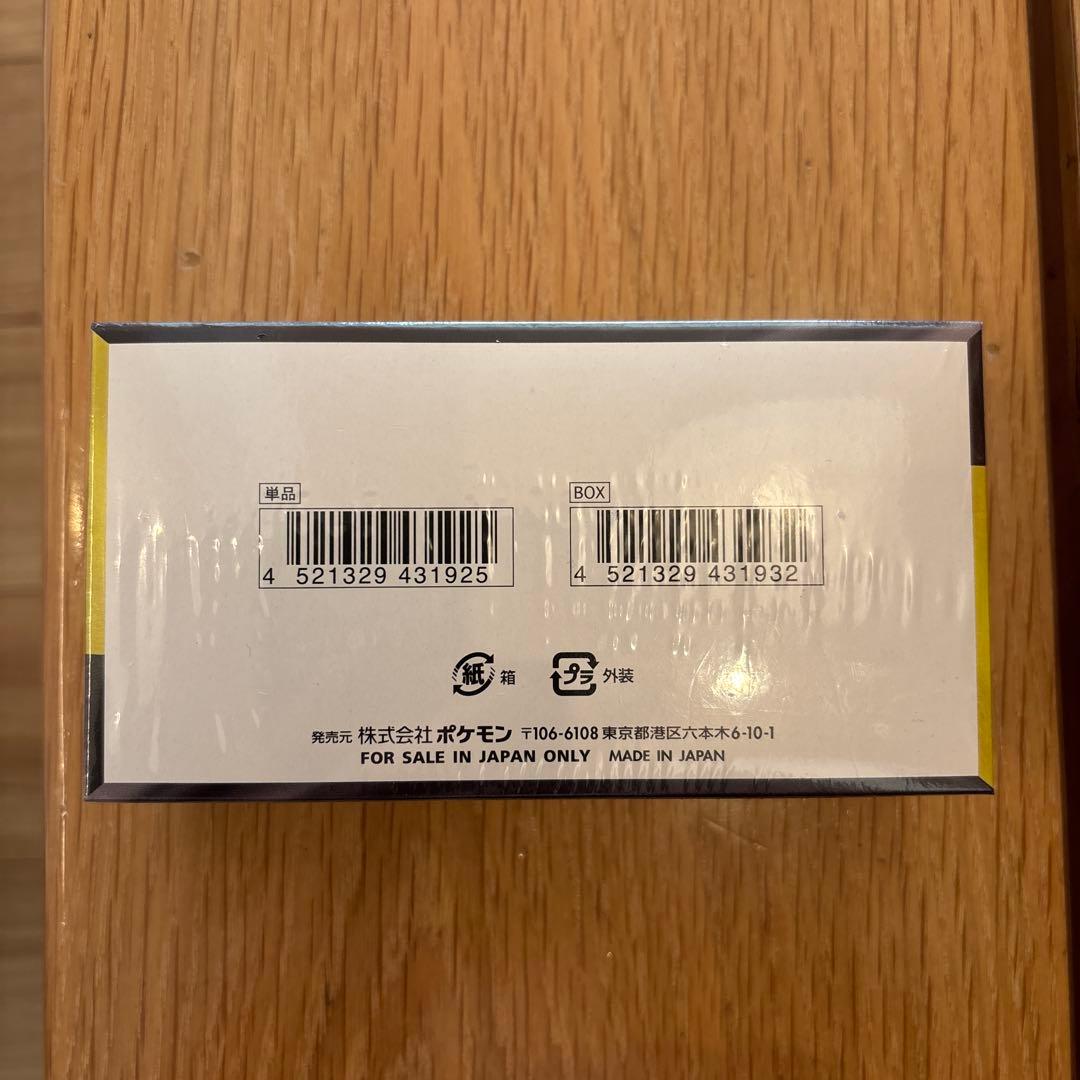 単品
BOX
4 521329 431925
4 521329 431932
紙 箱
プラ 外装
発売元 株式会社ポケモン 〒106-6108 東京都港区六本木6-10-1
FOR SALE IN JAPAN ONLY MADE IN JAPAN